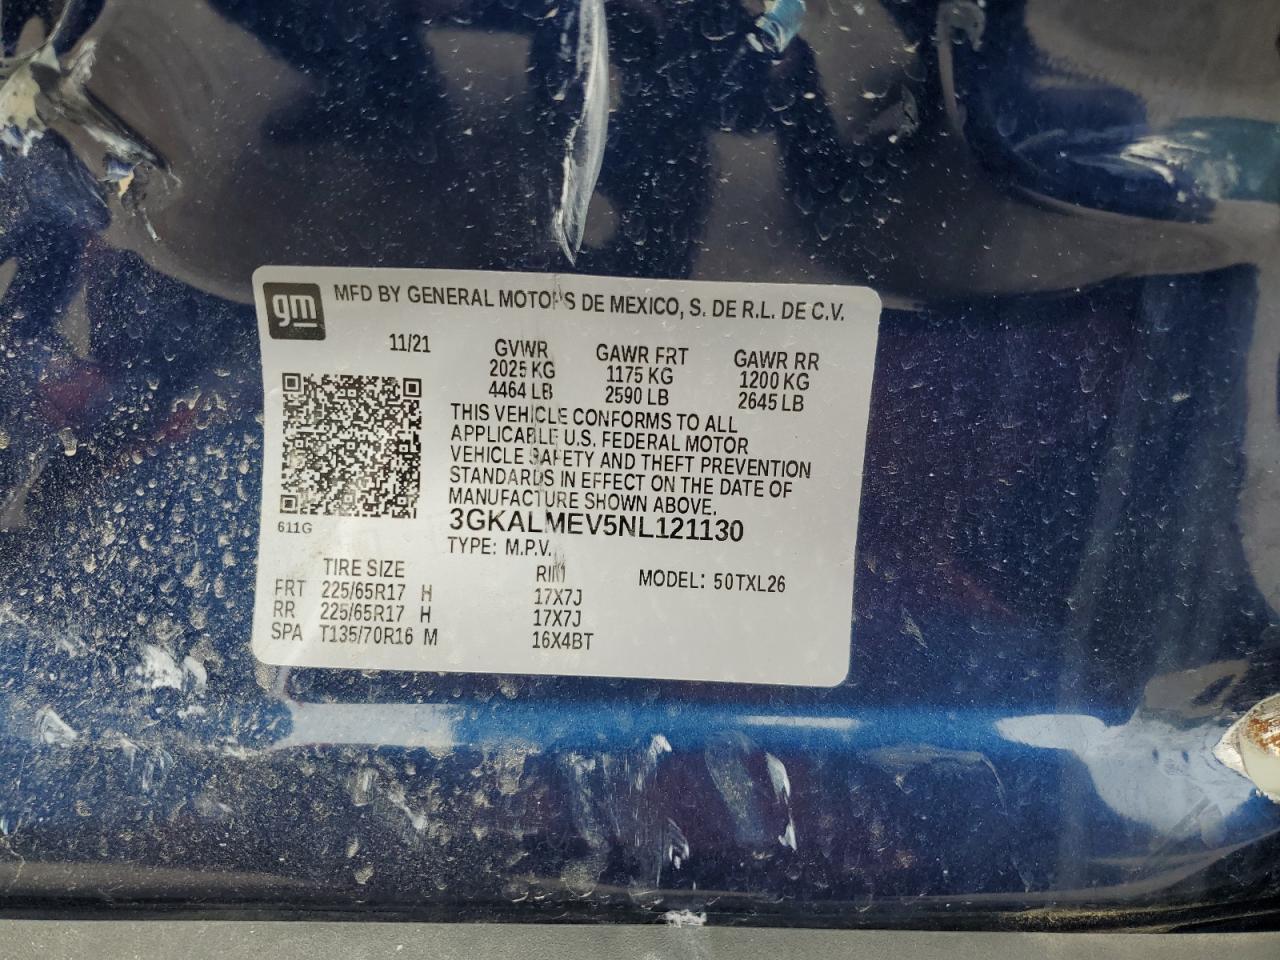 gm MFD BY GENERAL MOTORS DE MEXICO, S. DE R.L. DE C.V.
11/21 GVWR GAWR FRT GAWR RR
2025 KG 1175 KG 1200 KG
4464 LB 2590 LB 2645 LB
THIS VEHICLE CONFORMS TO ALL
APPLICABLE U.S. FEDERAL MOTOR
VEHICLE SAFETY AND THEFT PREVENTION
STANDARDS IN EFFECT ON THE DATE OF
MANUFACTURE SHOWN ABOVE.
611G
3GKALMEV5NL121130
TYPE: M.P.V.
TIRE SIZE RIM MODEL: 50TXL26
FRT 225/65R17 H 17X7J
RR 225/65R17 H 17X7J
SPA T135/70R16 M 16X4BT